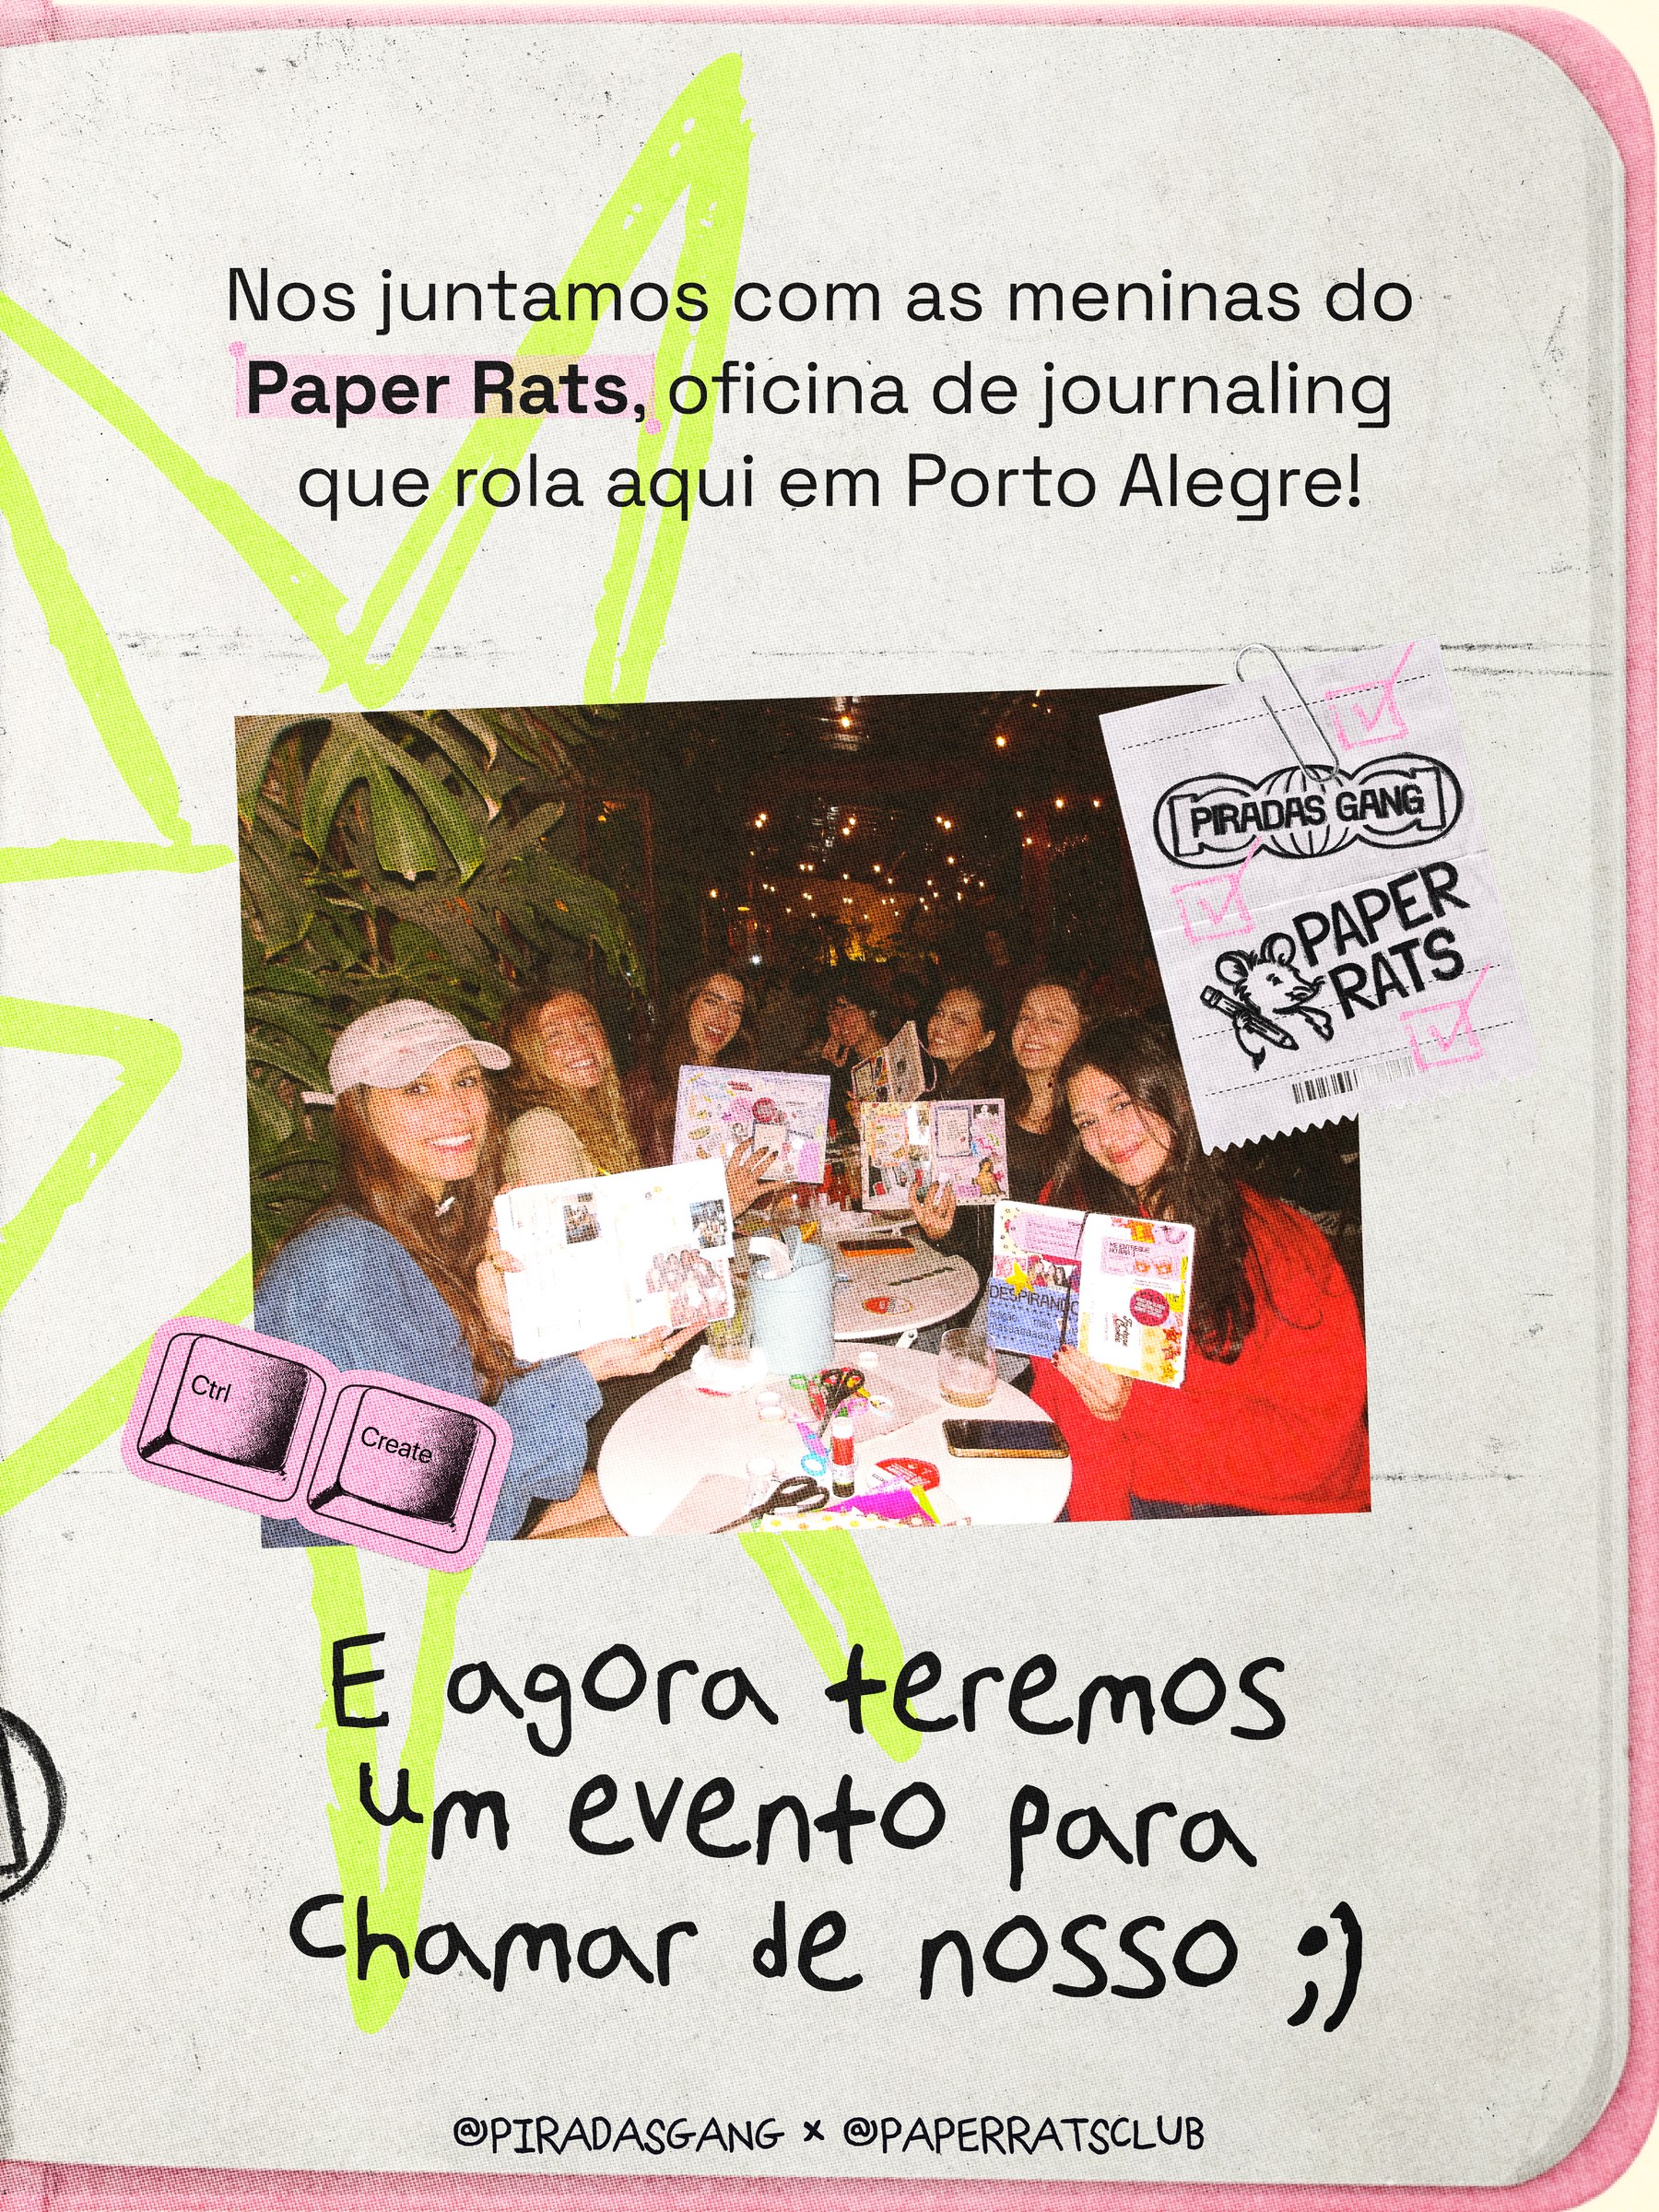 Nos juntamos com as meninas do
Paper Rats, oficina de journaling
que rola aqui em Porto Alegre!
PIRADAS GANG
PAPER
RATS
DESPIRANDO
Ctrl
Create
E agora teremos
um evento para
chamar de nosso ;)
@PIRADASGANG x @PAPERRATSCLUB